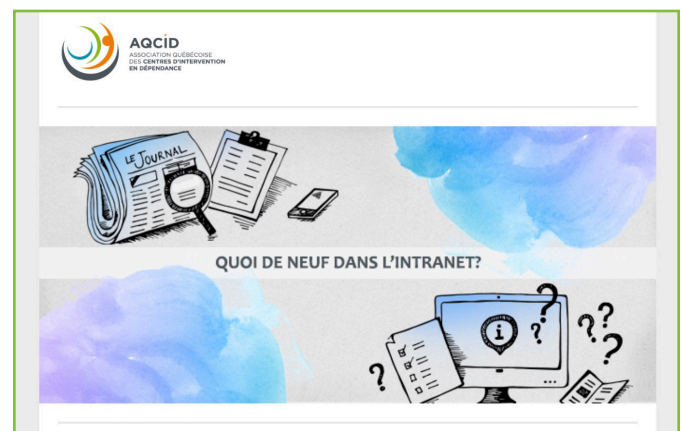 AQCiD
ASSOCIATION QUÉBÉCOISE
DES CENTRES D'INTERVENTION
EN DÉPENDANCE
LE JOURNAL
QUOI DE NEUF DANS L'INTRANET?
i
?
?
?
?
?